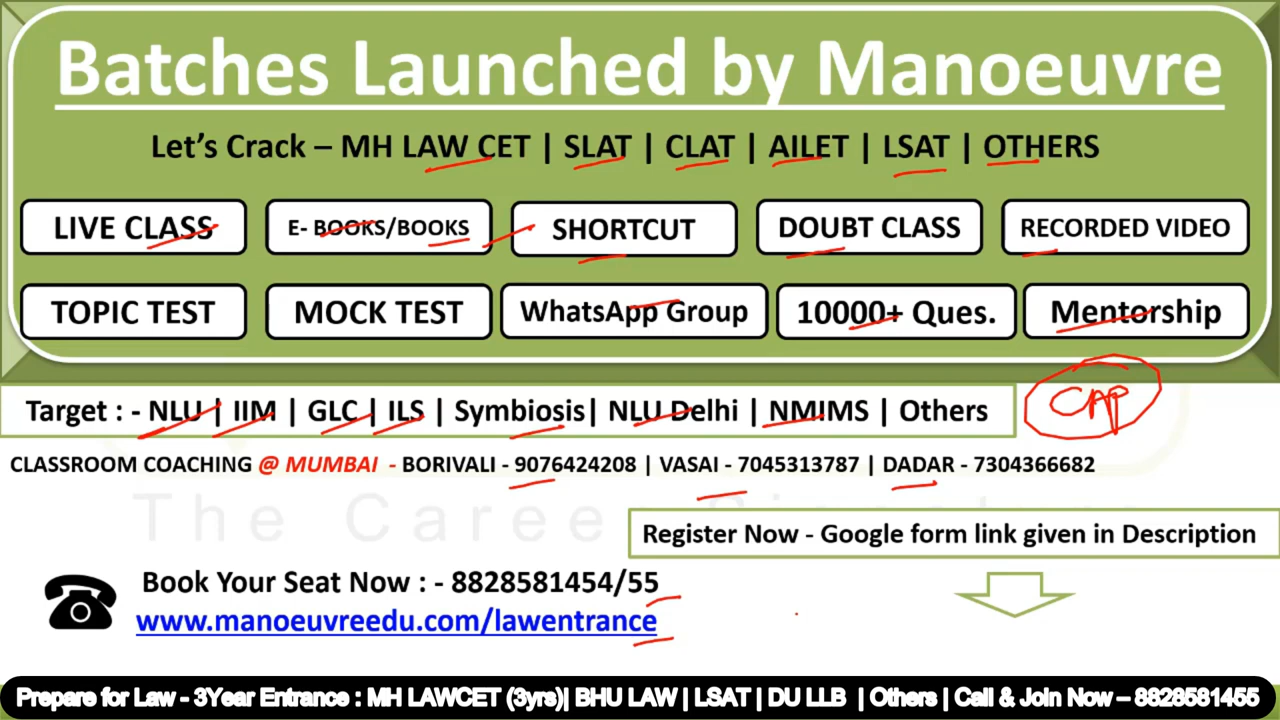 Batches Launched by Manoeuvre
Let's Crack – MH LAW CET | SLAT | CLAT | AILET | LSAT | OTHERS
LIVE CLASS
E- BOOKS/BOOKS
SHORTCUT
DOUBT CLASS
RECORDED VIDEO
TOPIC TEST
MOCK TEST
WhatsApp Group
10000+ Ques.
Mentorship
Target : - NLU | IIM | GLC | ILS | Symbiosis| NLU Delhi | NMIMS | Others
CAP
CLASSROOM COACHING @ MUMBAI - BORIVALI - 9076424208 | VASAI - 7045313787 | DADAR - 7304366682
The Career
Register Now - Google form link given in Description
Book Your Seat Now : - 8828581454/55
www.manoeuvreedu.com/lawentrance
Prepare for Law - 3Year Entrance : MH LAWCET (3yrs)| BHU LAW | LSAT | DU LLB | Others | Call & Join Now – 8828581455